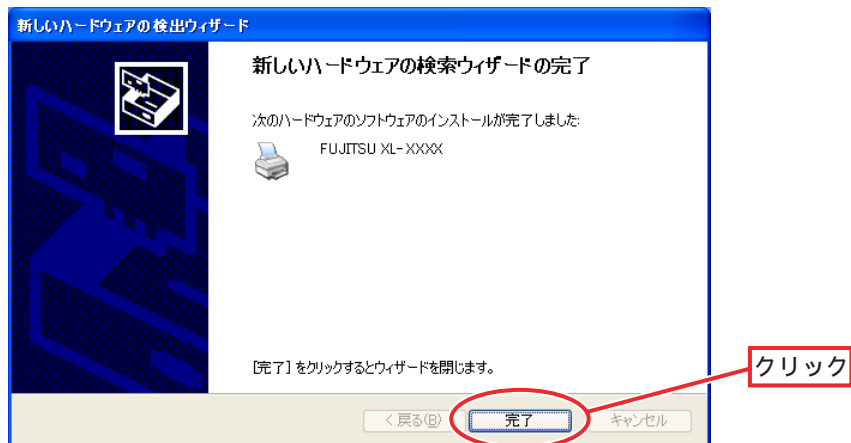 新しいハードウェアの検出ウィザード
新しいハードウェアの検索ウィザードの完了
次のハードウェアのソフトウェアのインストールが完了しました:
FUJITSU XL-XXXX
[完了] をクリックするとウィザードを閉じます。
クリック
< 戻る(B)
完了
キャンセル